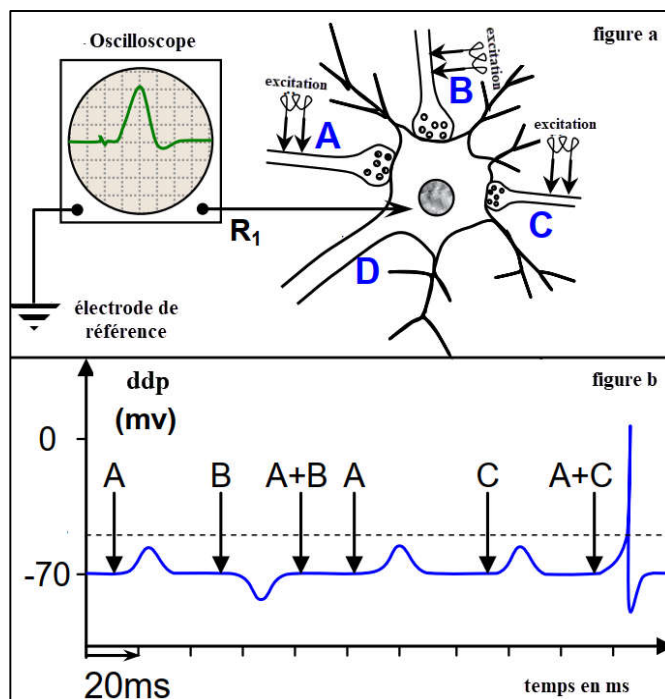 Oscilloscope
figure a
excitation
B
excitation
A
excitation
C
R1
D
électrode de
référence
ddp
figure b
(mv)
0
A
B
A+B
A
C
A+C
-70
20ms
temps en ms